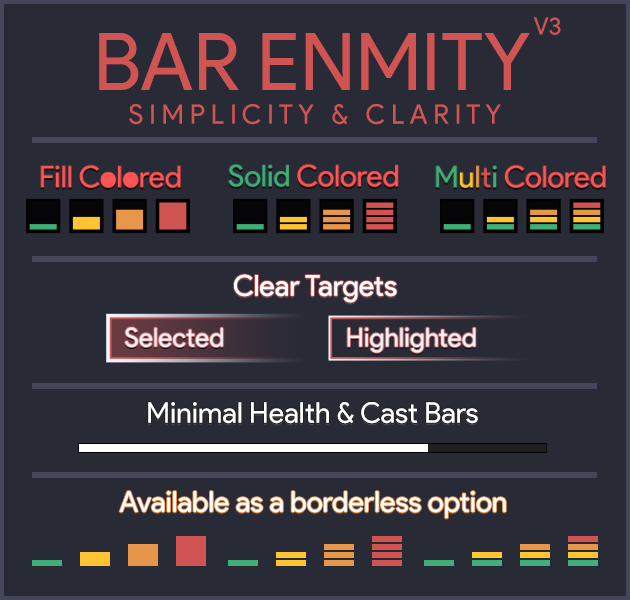 V3
BAR ENMITY
SIMPLICITY & CLARITY
Fill Colored
Solid Colored
Multi Colored
Clear Targets
Selected
Highlighted
Minimal Health & Cast Bars
Available as a borderless option